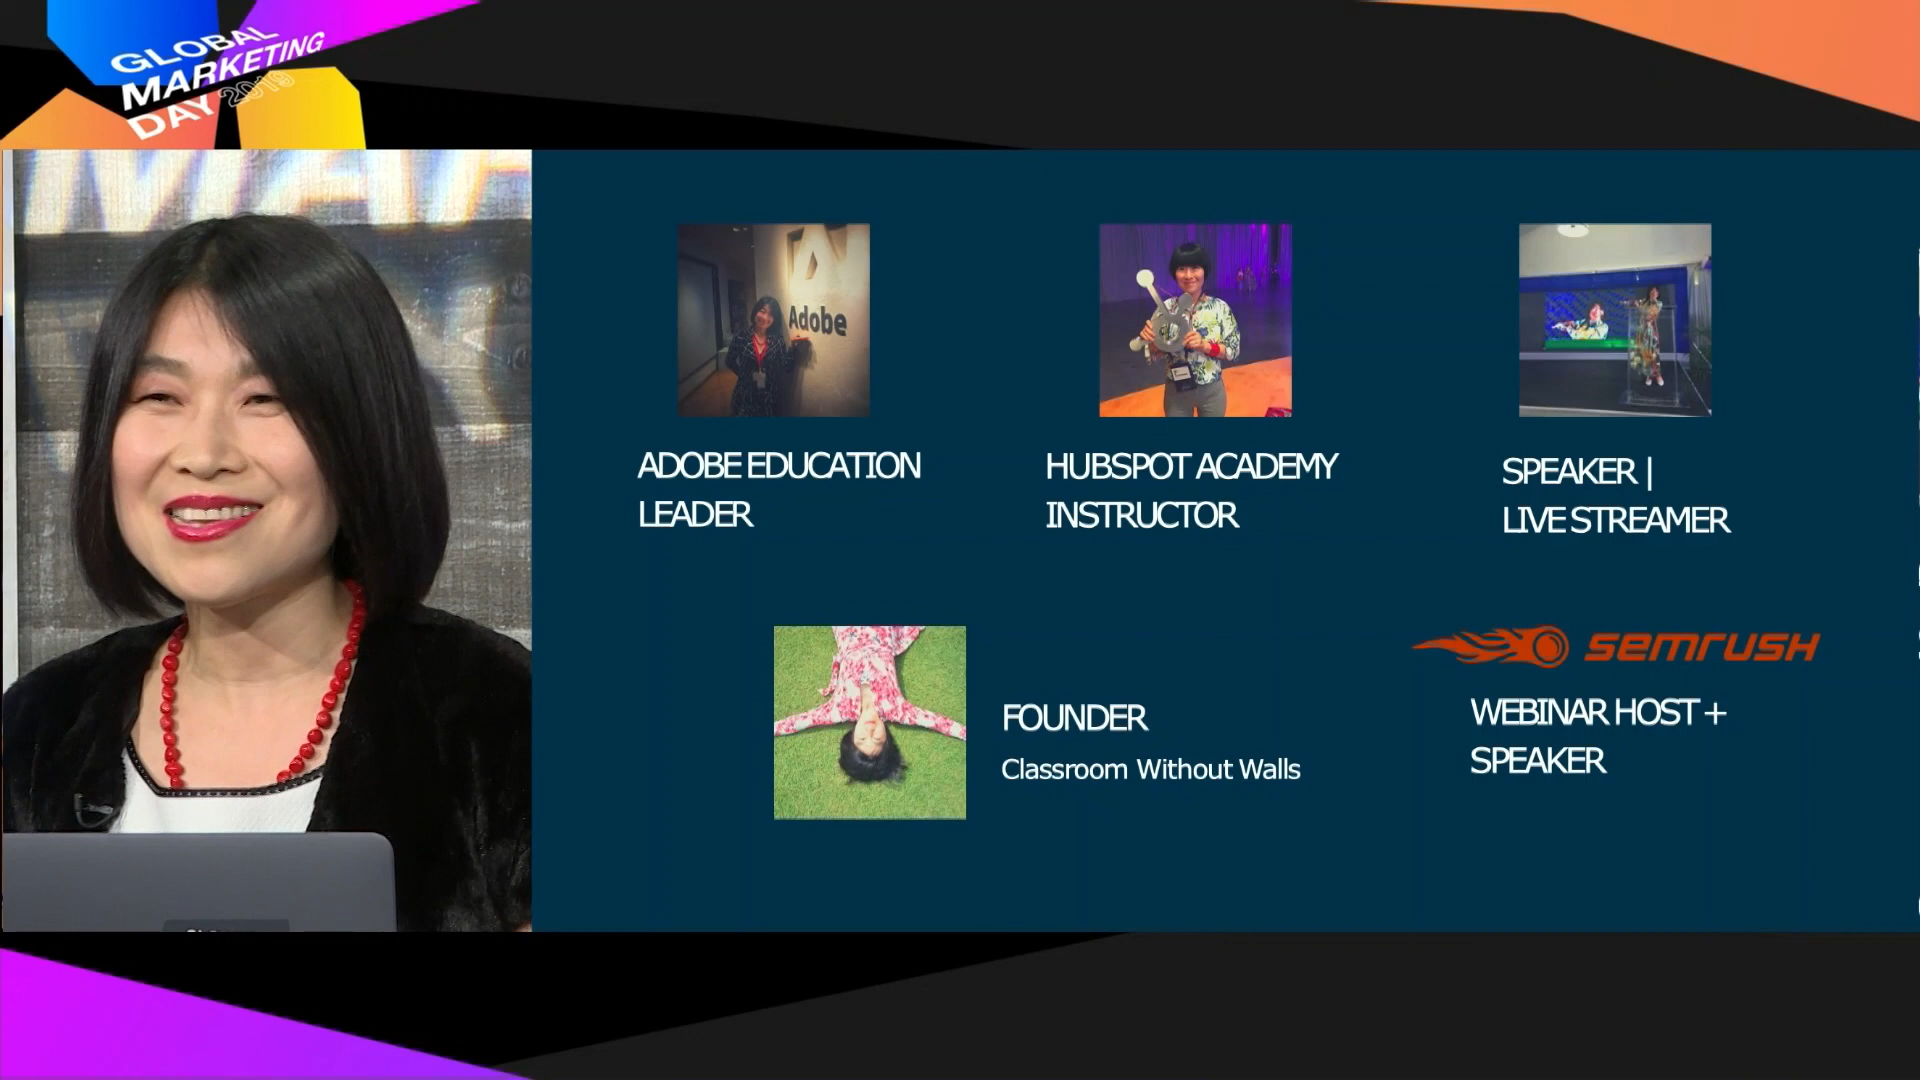 GLOBAL
MARKETING
DAY 2019
Adobe
ADOBE EDUCATION
LEADER
HUBSPOT ACADEMY
INSTRUCTOR
SPEAKER |
LIVE STREAMER
FOUNDER
Classroom Without Walls
semrush
WEBINAR HOST +
SPEAKER